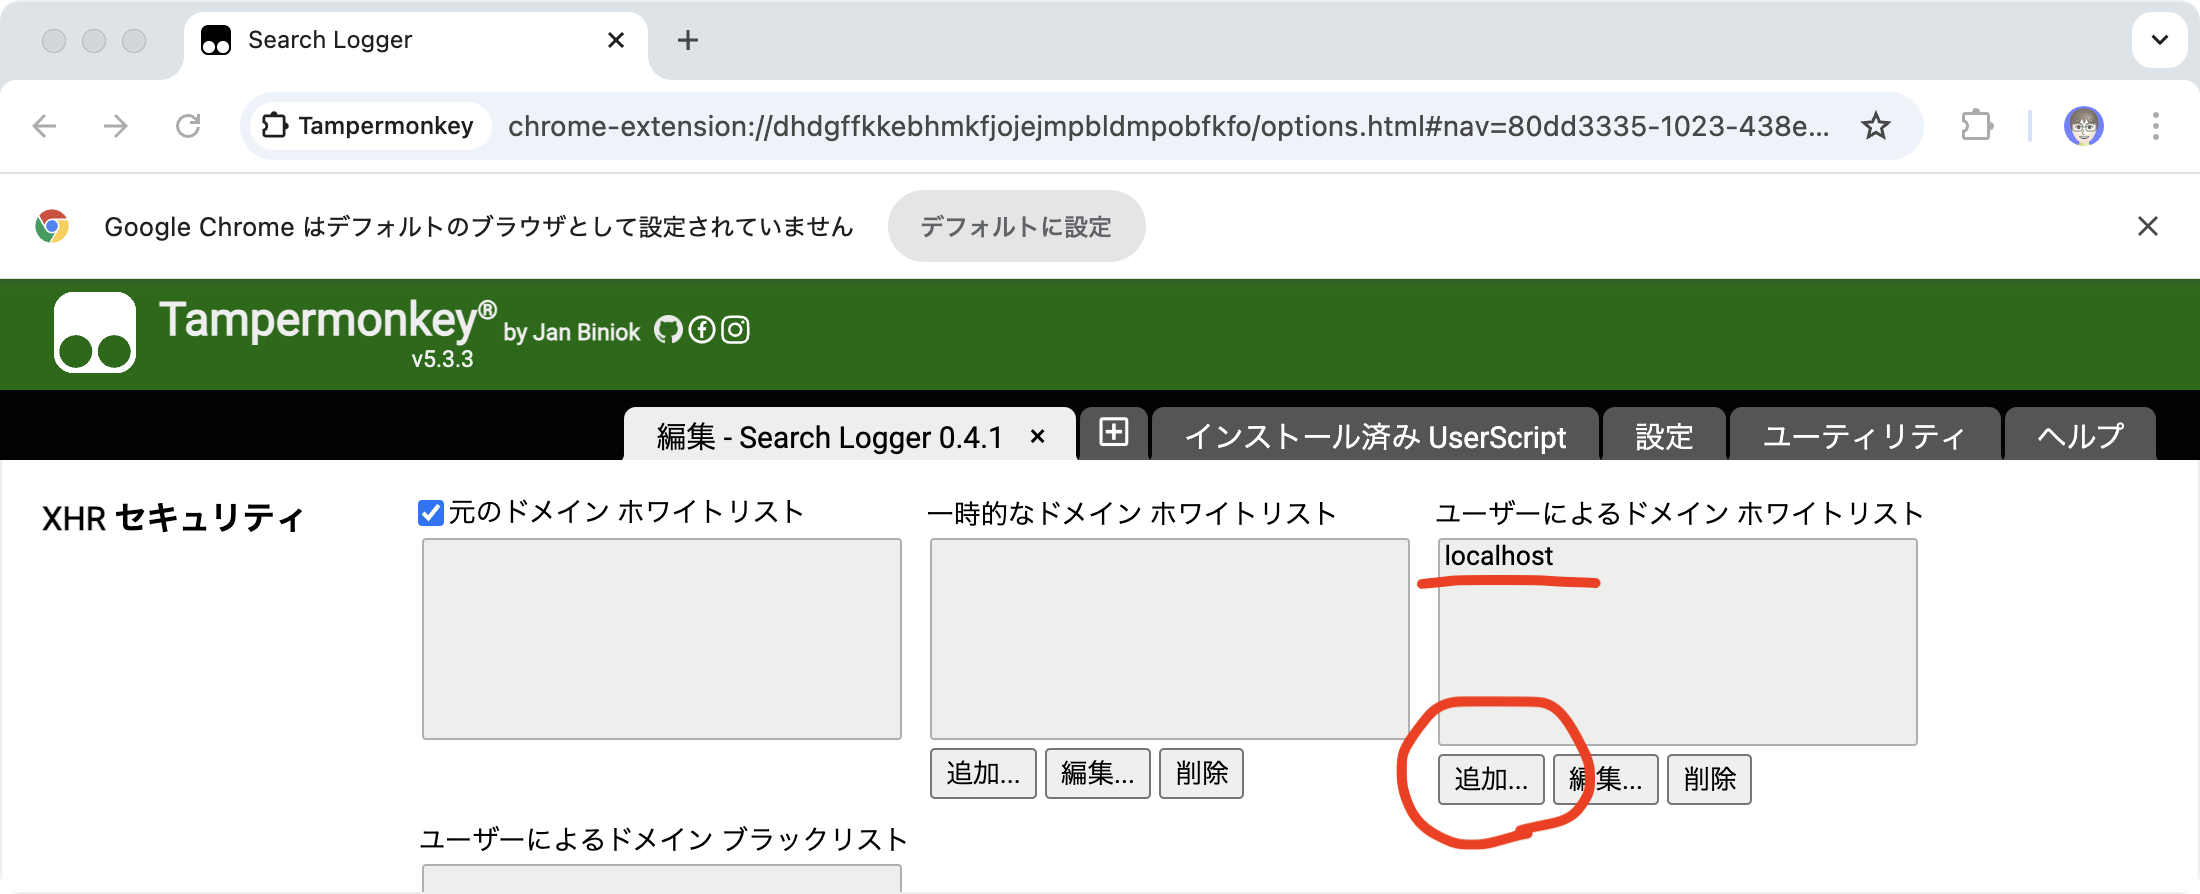 Search Logger
Tampermonkey
chrome-extension://dhdgffkkebhmkfjojejmpbldmpobfkfo/options.html#nav=80dd3335-1023-438e...
Google Chrome はデフォルトのブラウザとして設定されていません
デフォルトに設定
Tampermonkey® by Jan Biniok
v5.3.3
編集 - Search Logger 0.4.1 ×
インストール済み UserScript
設定
ユーティリティ
ヘルプ
XHR セキュリティ
元のドメイン ホワイトリスト
一時的なドメイン ホワイトリスト
追加... 編集... 削除
ユーザーによるドメイン ホワイトリスト
localhost
追加... 編集... 削除
ユーザーによるドメイン ブラックリスト